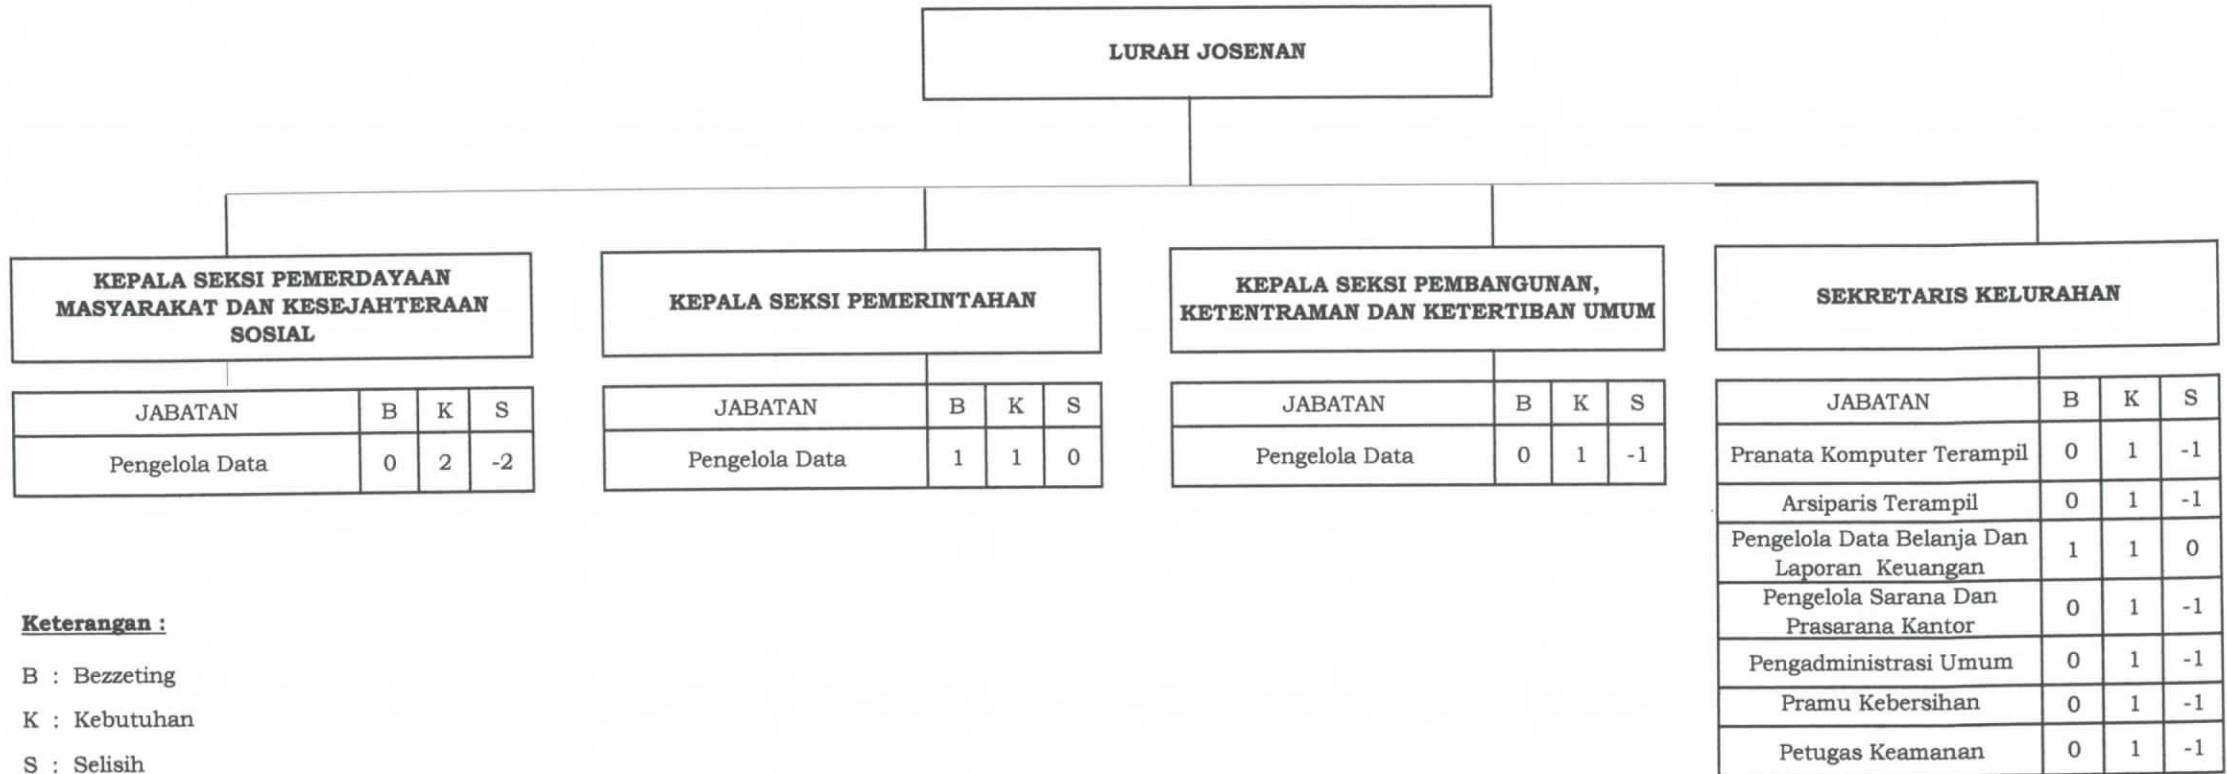 LURAH JOSENAN
KEPALA SEKSI PEMERDAYAAN
MASYARAKAT DAN KESEJAHTERAAN
SOSIAL
JABATAN B K S
Pengelola Data 0 2 -2
KEPALA SEKSI PEMERINTAHAN
JABATAN B K S
Pengelola Data 1 1 0
KEPALA SEKSI PEMBANGUNAN,
KETENTRAMAN DAN KETERTIBAN UMUM
JABATAN B K S
Pengelola Data 0 1 -1
SEKRETARIS KELURAHAN
JABATAN B K S
Pranata Komputer Terampil 0 1 -1
Arsiparis Terampil 0 1 -1
Pengelola Data Belanja Dan
Laporan Keuangan 1 1 0
Pengelola Sarana Dan
Prasarana Kantor 0 1 -1
Pengadministrasi Umum 0 1 -1
Pramu Kebersihan 0 1 -1
Petugas Keamanan 0 1 -1
Keterangan :
B : Bezzeting
K : Kebutuhan
S : Selisih